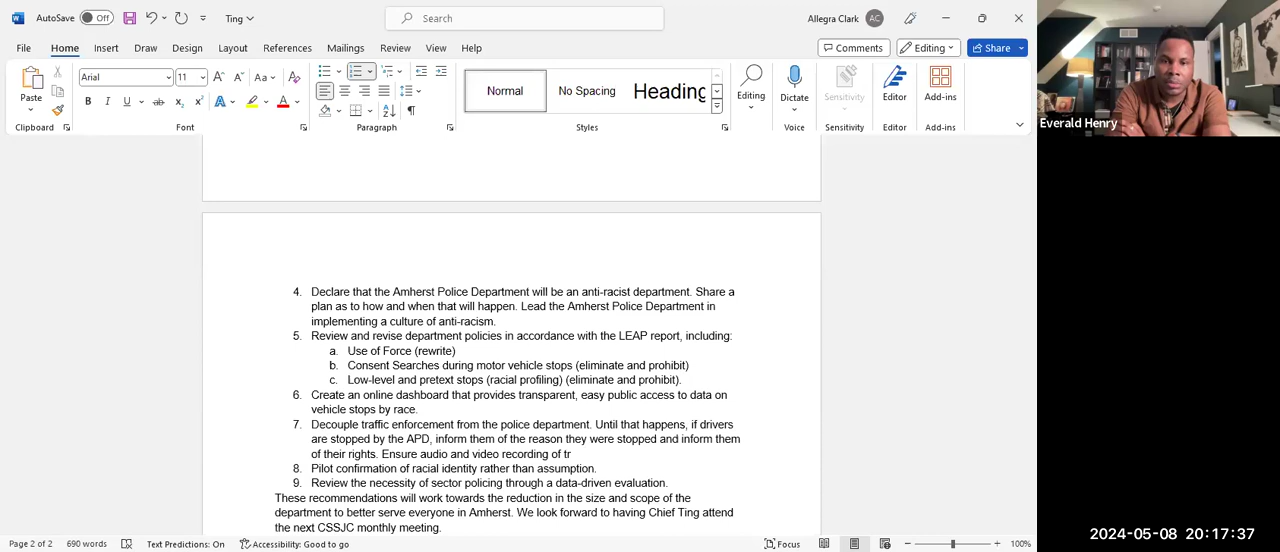 AutoSave Off Ting Search Allegra Clark AC
File Home Insert Draw Design Layout References Mailings Review View Help Comments Editing Share
Paste Arial 11 Normal No Spacing Heading Editing Dictate Sensitivity Editor Add-ins
Clipboard Font Paragraph Styles Voice Sensitivity Editor Add-ins
Everald Henry
4. Declare that the Amherst Police Department will be an anti-racist department. Share a
plan as to how and when that will happen. Lead the Amherst Police Department in
implementing a culture of anti-racism.
5. Review and revise department policies in accordance with the LEAP report, including:
a. Use of Force (rewrite)
b. Consent Searches during motor vehicle stops (eliminate and prohibit)
c. Low-level and pretext stops (racial profiling) (eliminate and prohibit).
6. Create an online dashboard that provides transparent, easy public access to data on
vehicle stops by race.
7. Decouple traffic enforcement from the police department. Until that happens, if drivers
are stopped by the APD, inform them of the reason they were stopped and inform them
of their rights. Ensure audio and video recording of tr
8. Pilot confirmation of racial identity rather than assumption.
9. Review the necessity of sector policing through a data-driven evaluation.
These recommendations will work towards the reduction in the size and scope of the
department to better serve everyone in Amherst. We look forward to having Chief Ting attend
the next CSSJC monthly meeting.
Page 2 of 2 690 words Text Predictions: On Accessibility: Good to go Focus 100%
2024-05-08 20:17:37